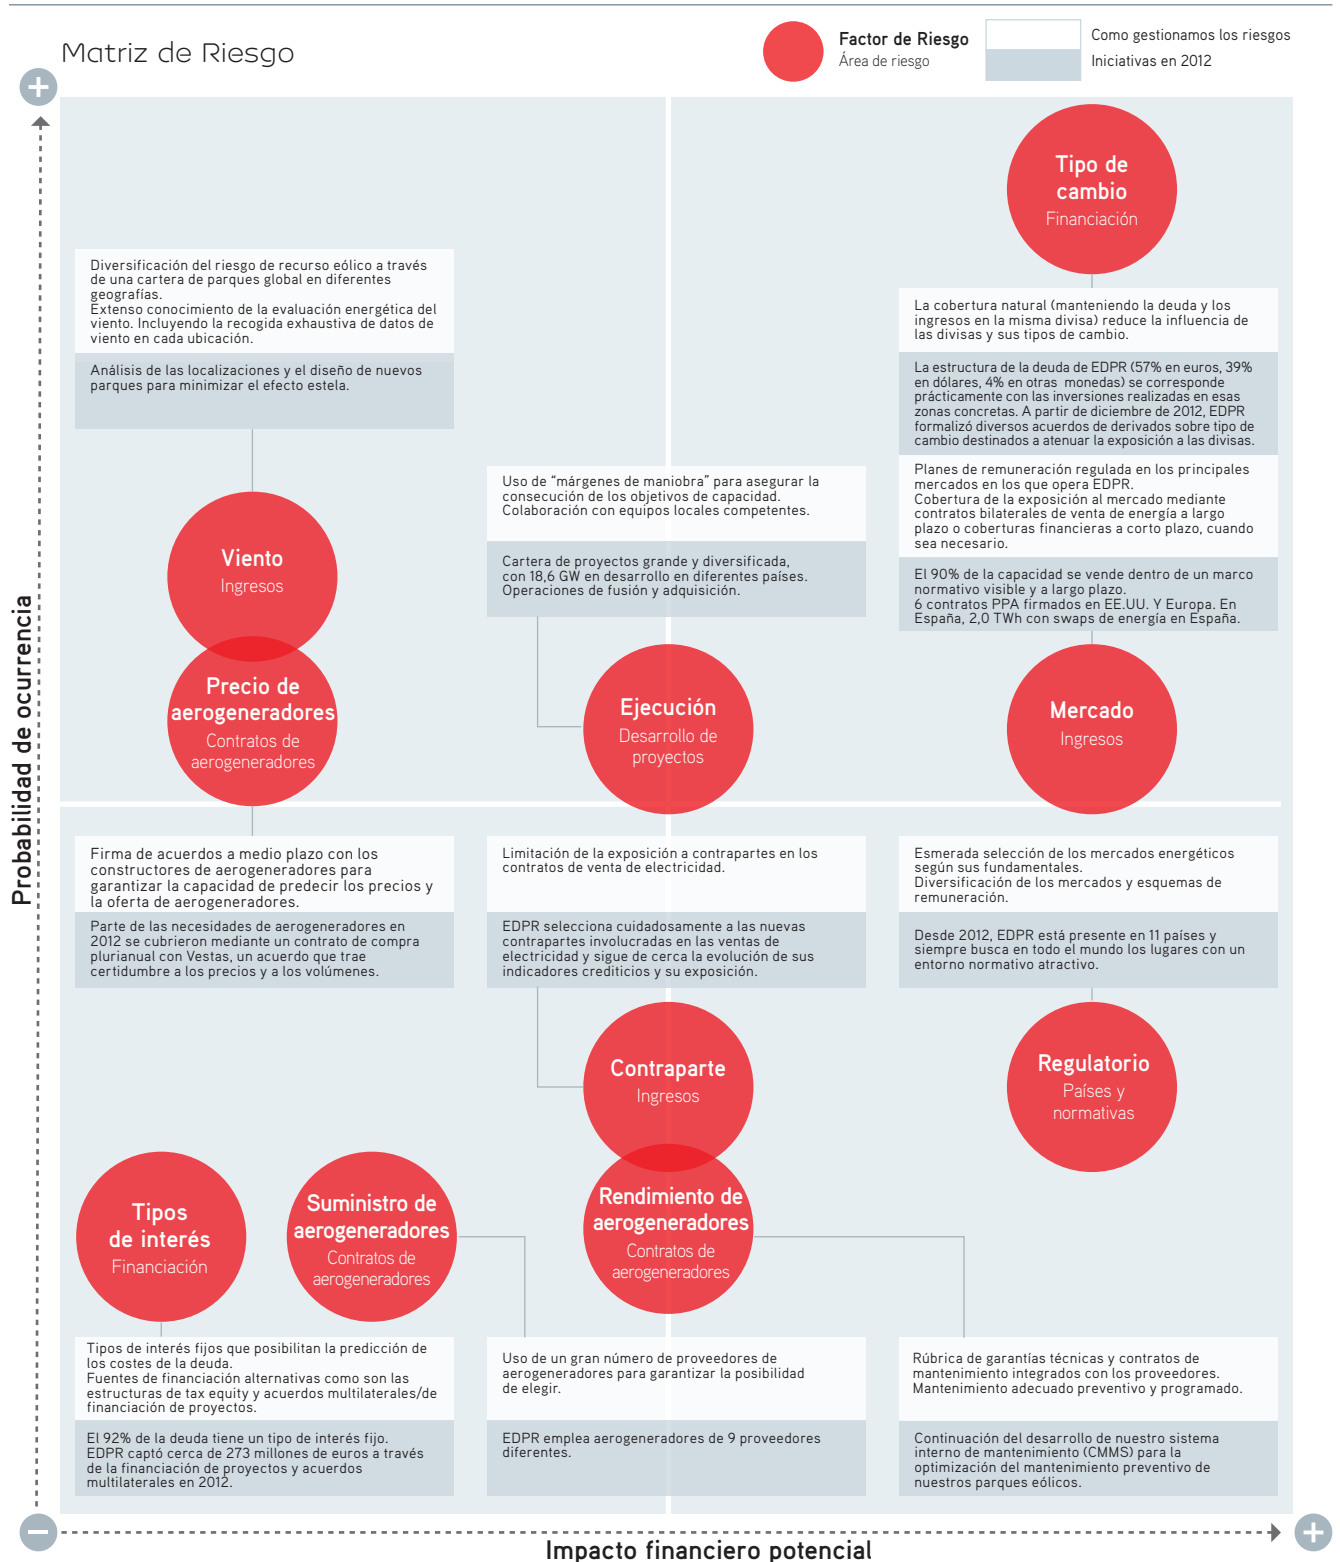 Matriz de Riesgo
Factor de Riesgo
Área de riesgo
Como gestionamos los riesgos
Iniciativas en 2012
Probabilidad de ocurrencia
Tipo de
cambio
Financiación
Diversificación del riesgo de recurso eólico a través
de una cartera de parques global en diferentes
geografías.
Extenso conocimiento de la evaluación energética del
viento. Incluyendo la recogida exhaustiva de datos de
viento en cada ubicación.
Análisis de las localizaciones y el diseño de nuevos
parques para minimizar el efecto estela.
La cobertura natural (manteniendo la deuda y los
ingresos en la misma divisa) reduce la influencia de
las divisas y sus tipos de cambio.
La estructura de la deuda de EDPR (57% en euros, 39%
en dólares, 4% en otras monedas) se corresponde
prácticamente con las inversiones realizadas en esas
zonas concretas. A partir de diciembre de 2012, EDPR
formalizó diversos acuerdos de derivados sobre tipo de
cambio destinados a atenuar la exposición a las divisas.
Uso de “márgenes de maniobra” para asegurar la
consecución de los objetivos de capacidad.
Colaboración con equipos locales competentes.
Cartera de proyectos grande y diversificada,
con 18,6 GW en desarrollo en diferentes países.
Operaciones de fusión y adquisición.
Planes de remuneración regulada en los principales
mercados en los que opera EDPR.
Cobertura de la exposición al mercado mediante
contratos bilaterales de venta de energía a largo
plazo o coberturas financieras a corto plazo, cuando
sea necesario.
El 90% de la capacidad se vende dentro de un marco
normativo visible y a largo plazo.
6 contratos PPA firmados en EE.UU. Y Europa. En
España, 2,0 TWh con swaps de energía en España.
Viento
Ingresos
Precio de
aerogeneradores
Contratos de
aerogeneradores
Ejecución
Desarrollo de
proyectos
Mercado
Ingresos
Firma de acuerdos a medio plazo con los
constructores de aerogeneradores para
garantizar la capacidad de predecir los precios y
la oferta de aerogeneradores.
Parte de las necesidades de aerogeneradores en
2012 se cubrieron mediante un contrato de compra
plurianual con Vestas, un acuerdo que trae
certidumbre a los precios y a los volúmenes.
Limitación de la exposición a contrapartes en los
contratos de venta de electricidad.
EDPR selecciona cuidadosamente a las nuevas
contrapartes involucradas en las ventas de
electricidad y sigue de cerca la evolución de sus
indicadores crediticios y su exposición.
Esmerada selección de los mercados energéticos
según sus fundamentales.
Diversificación de los mercados y esquemas de
remuneración.
Desde 2012, EDPR está presente en 11 países y
siempre busca en todo el mundo los lugares con un
entorno normativo atractivo.
Contraparte
Ingresos
Regulatorio
Países y
normativas
Tipos
de interés
Financiación
Suministro de
aerogeneradores
Contratos de
aerogeneradores
Rendimiento de
aerogeneradores
Contratos de
aerogeneradores
Tipos de interés fijos que posibilitan la predicción de
los costes de la deuda.
Fuentes de financiación alternativas como son las
estructuras de tax equity y acuerdos multilaterales/de
financiación de proyectos.
El 92% de la deuda tiene un tipo de interés fijo.
EDPR captó cerca de 273 millones de euros a través
de la financiación de proyectos y acuerdos
multilaterales en 2012.
Uso de un gran número de proveedores de
aerogeneradores para garantizar la posibilidad
de elegir.
EDPR emplea aerogeneradores de 9 proveedores
diferentes.
Rúbrica de garantías técnicas y contratos de
mantenimiento integrados con los proveedores.
Mantenimiento adecuado preventivo y programado.
Continuación del desarrollo de nuestro sistema
interno de mantenimiento (CMMS) para la
optimización del mantenimiento preventivo de
nuestros parques eólicos.
Impacto financiero potencial